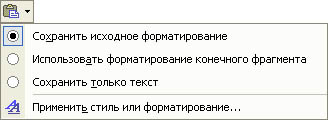 Сохранить исходное форматирование
Использовать форматирование конечного фрагмента
Сохранить только текст
Применить стиль или форматирование...